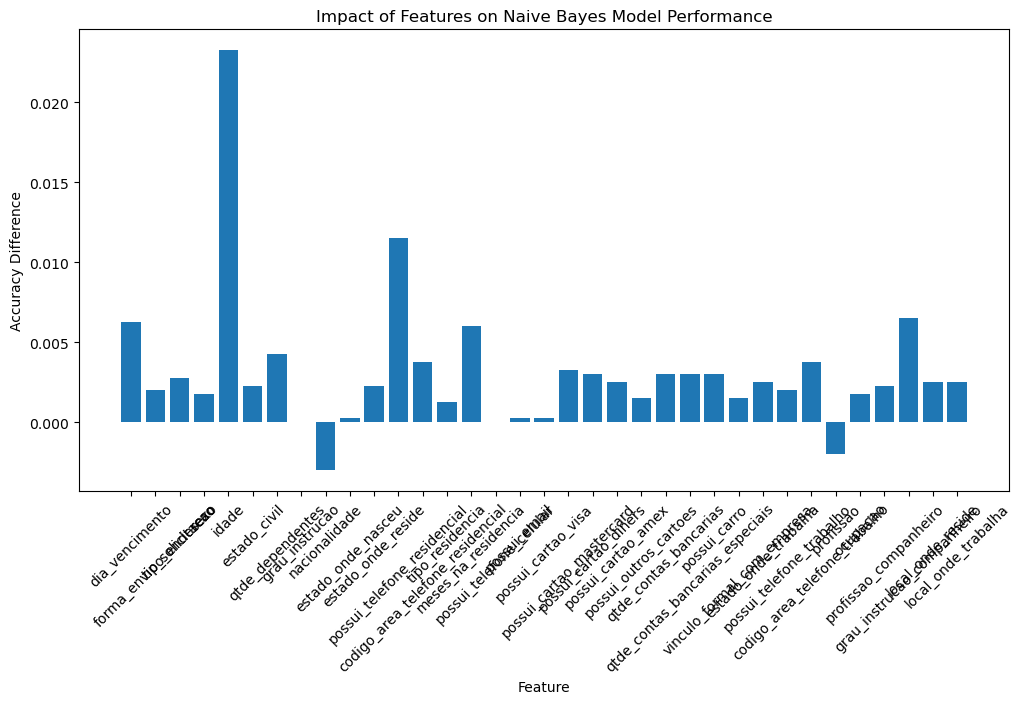 Impact of Features on Naive Bayes Model Performance
Accuracy Difference
0.020
0.015
0.010
0.005
0.000
dia_vencimento
forma_envio_solicitacao
tipo_endereco
sexo
idade
estado_civil
qtde_dependentes
grau_instrucao
nacionalidade
estado_onde_nasceu
estado_onde_reside
possui_telefone_residencial
codigo_area_telefone_residencial
tipo_residencia
meses_na_residencia
possui_telefone_celular
possui_email
possui_cartao_visa
possui_cartao_mastercard
possui_cartao_diners
possui_cartao_amex
possui_outros_cartoes
qtde_contas_bancarias
qtde_contas_bancarias_especiais
possui_carro
vinculo_formal_com_empresa
estado_onde_trabalha
possui_telefone_trabalho
codigo_area_telefone_trabalho
profissao
ocupacao
profissao_companheiro
grau_instrucao_companheiro
local_onde_reside
local_onde_trabalha
Feature